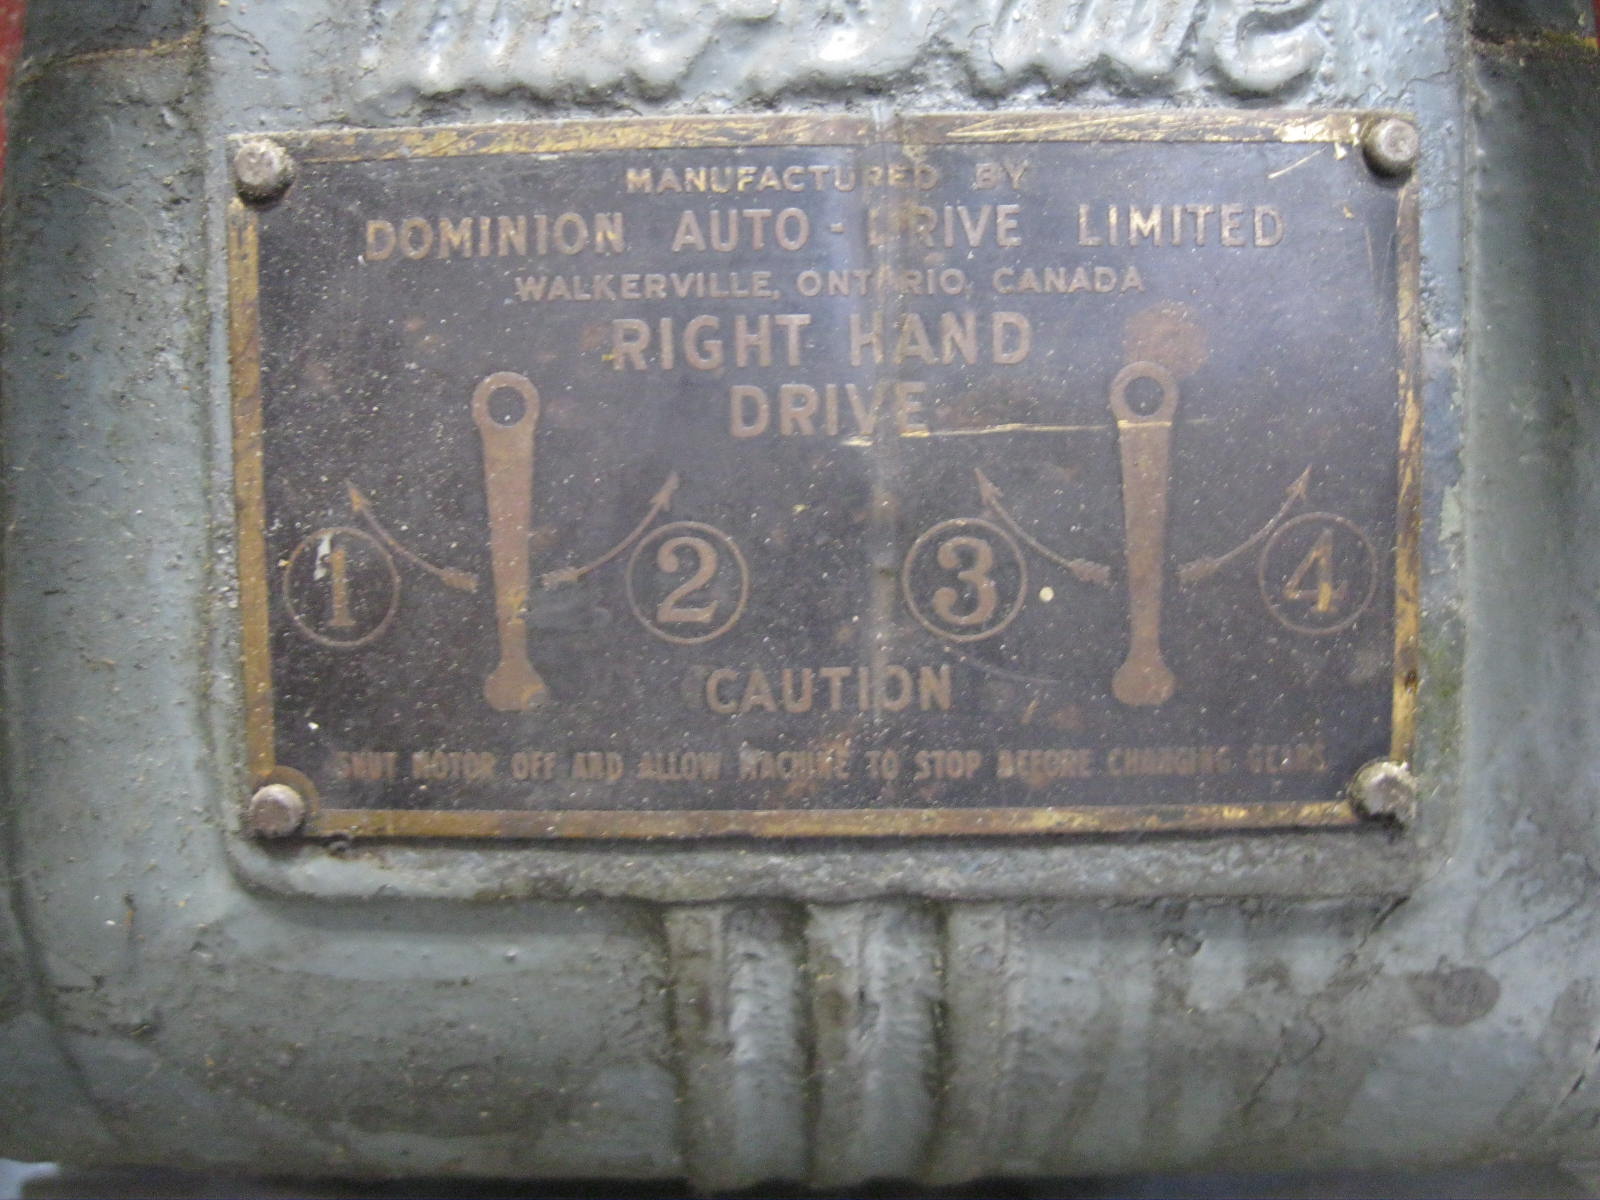 MANUFACTURED BY
DOMINION AUTO-DRIVE LIMITED
WALKERVILLE, ONTARIO, CANADA
RIGHT HAND
DRIVE
1 2 3 4
CAUTION
SHUT MOTOR OFF AND ALLOW MACHINE TO STOP BEFORE CHANGING GEARS